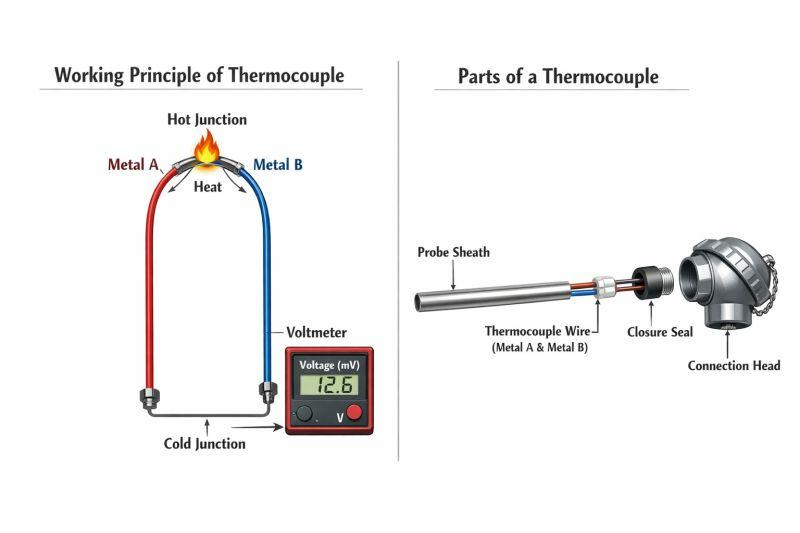 Working Principle of Thermocouple
Hot Junction
Metal A
Metal B
Heat
Voltmeter
Voltage (mV)
12.6
V
Cold Junction
Parts of a Thermocouple
Probe Sheath
Thermocouple Wire
(Metal A & Metal B)
Closure Seal
Connection Head